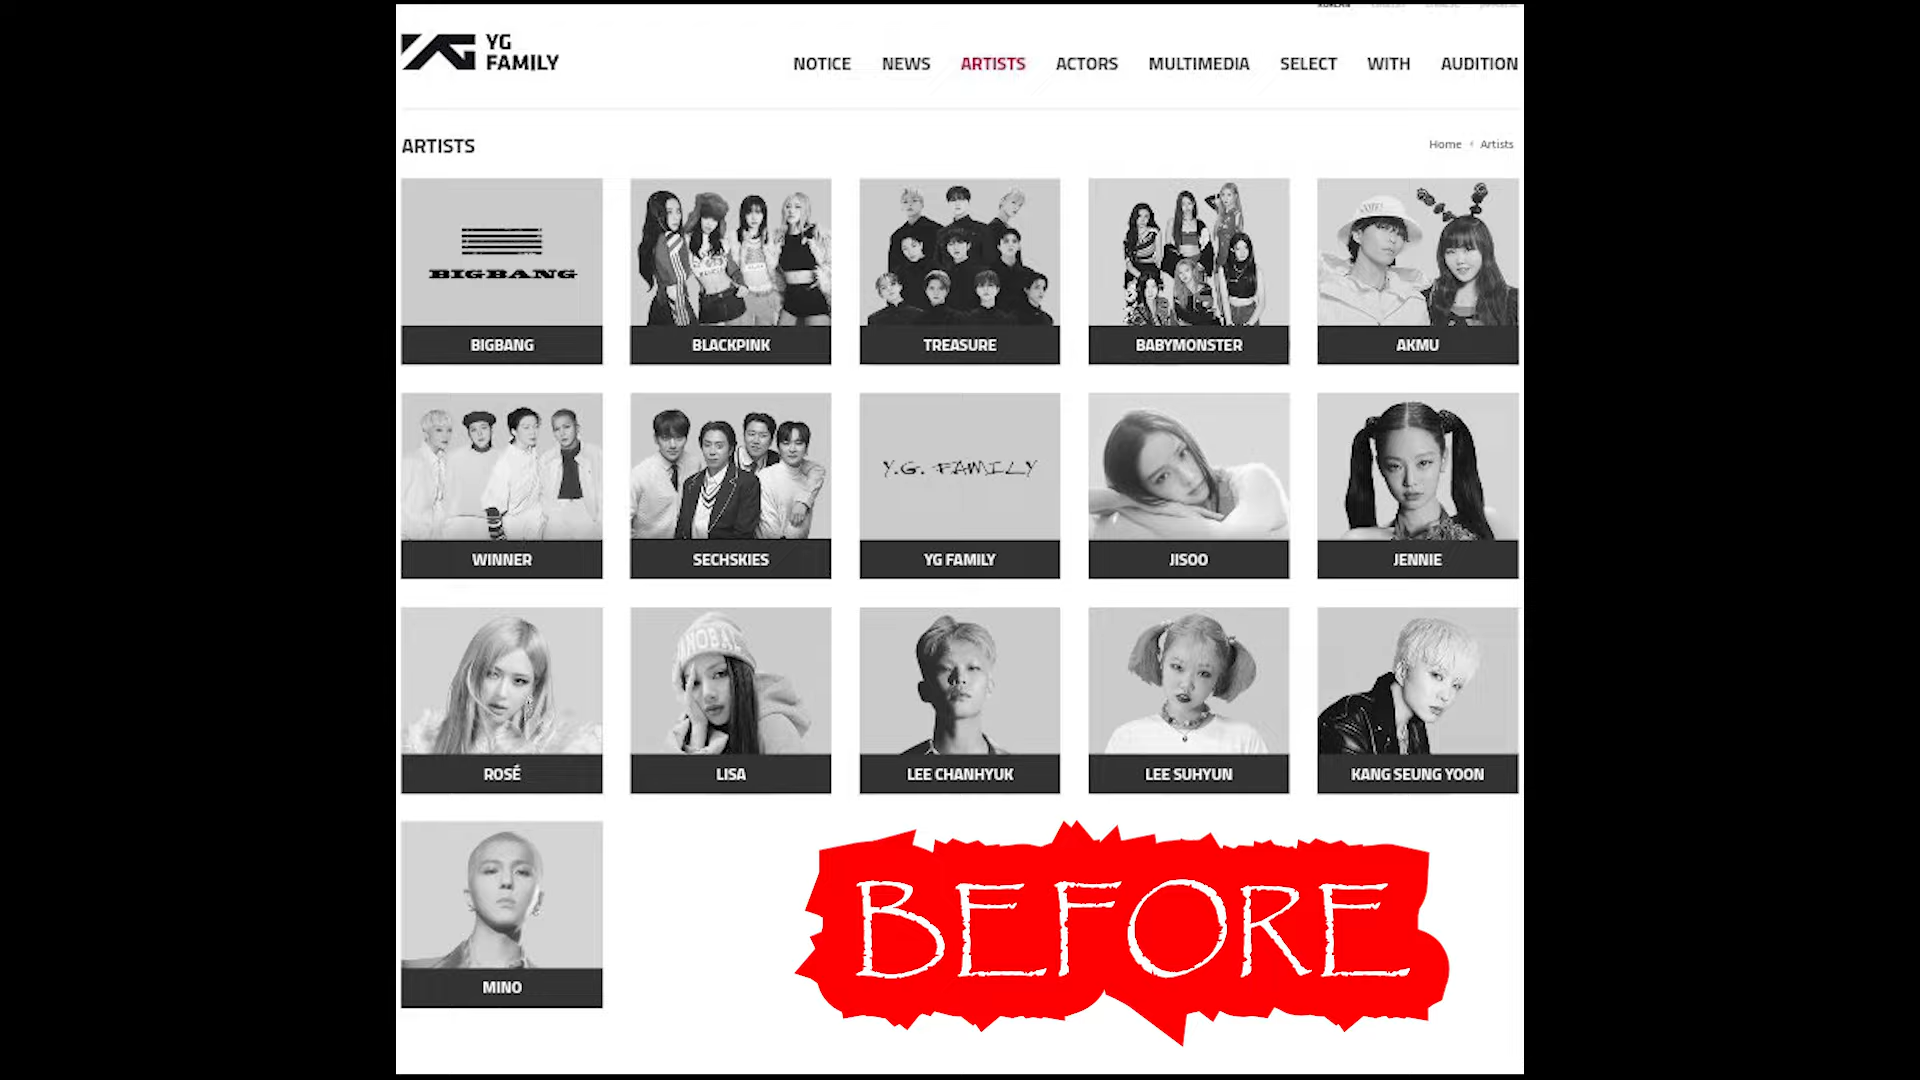 KOREAN
YG
FAMILY
NOTICE NEWS ARTISTS ACTORS MULTIMEDIA SELECT WITH AUDITION
ARTISTS
Home ‹ Artists
BIGBANG
BIGBANG BLACKPINK TREASURE BABYMONSTER AKMU
Y.G. FAMILY
WINNER SECHSKIES YG FAMILY JISOO JENNIE
ROSÉ LISA LEE CHANHYUK LEE SUHYUN KANG SEUNG YOON
MINO
BEFORE